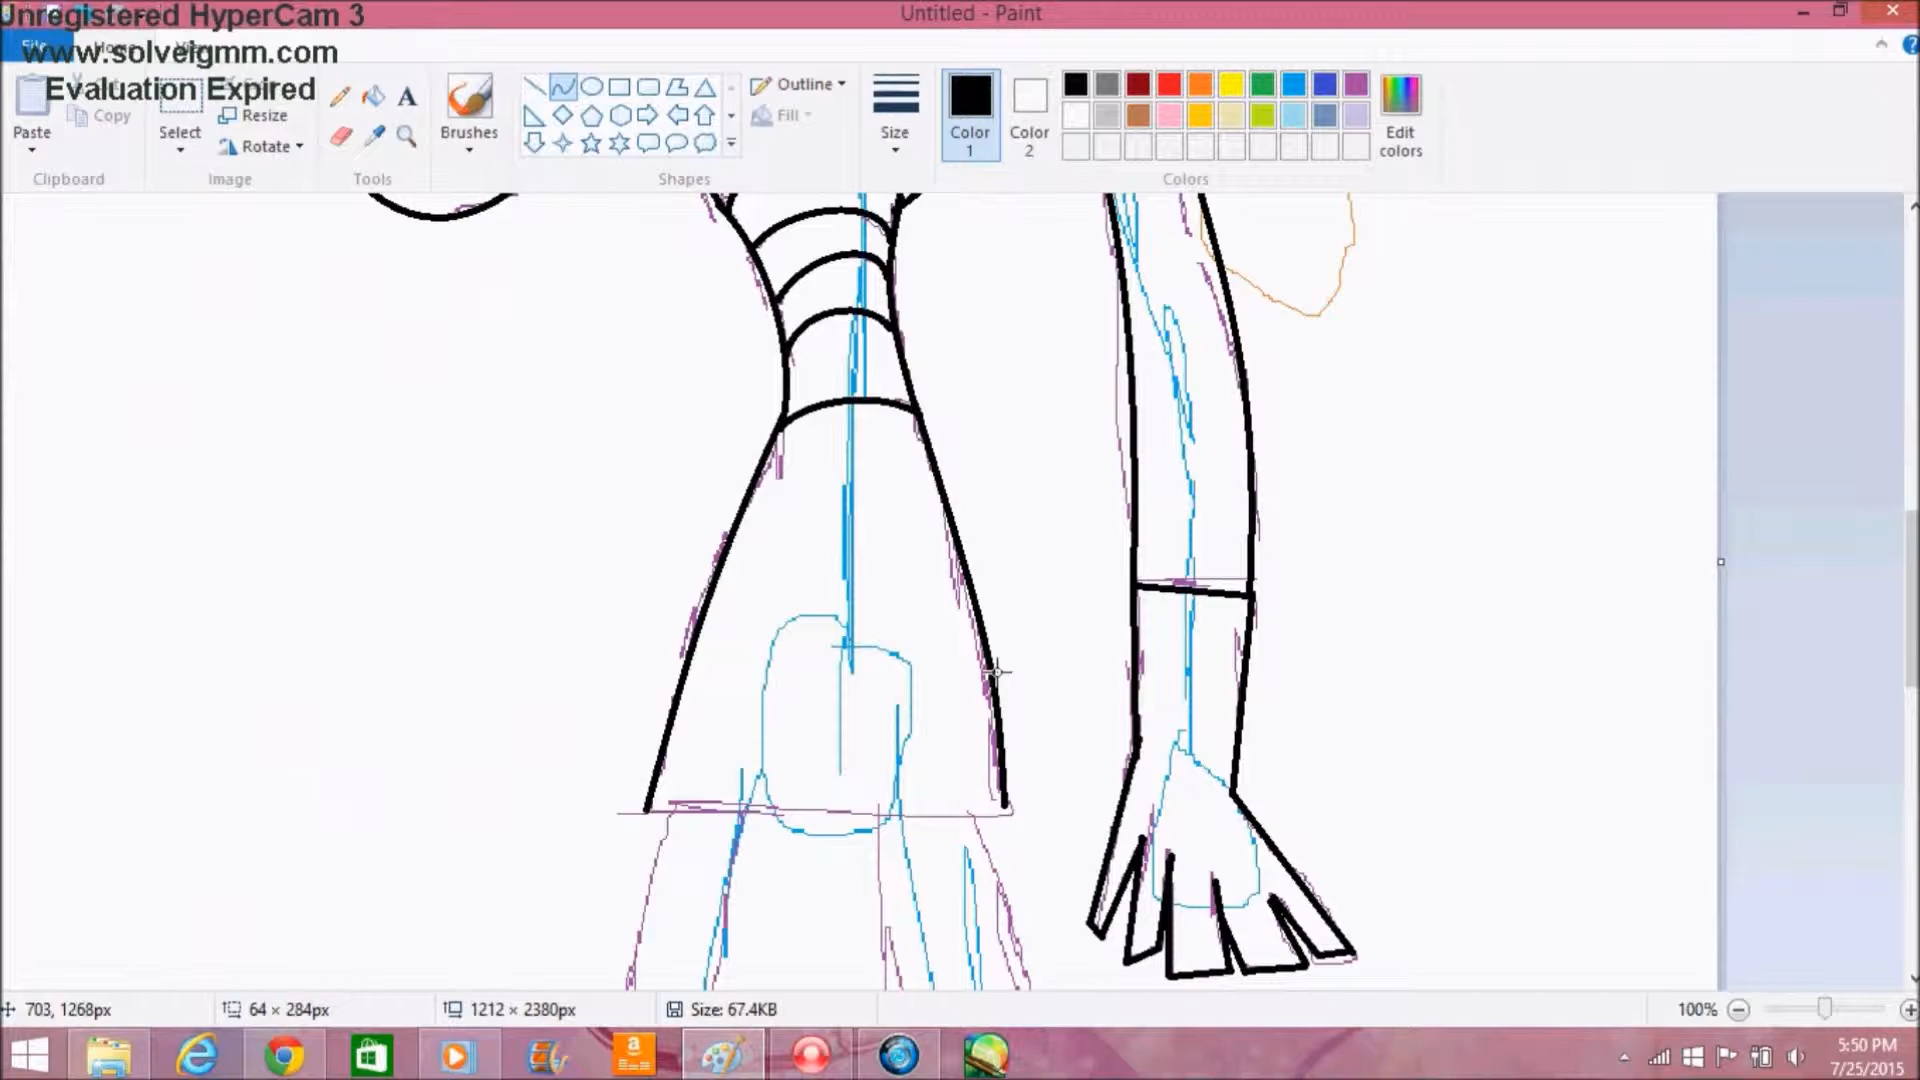 Unregistered HyperCam 3
Untitled - Paint
www.solveigmm.com
File
Home
Evaluation Expired
Paste
Copy
Select
Resize
Rotate
Brushes
Outline
Fill
Size
Color 1
Color 2
Edit colors
Clipboard
Image
Tools
Shapes
Colors
703, 1268px
64 × 284px
1212 × 2380px
Size: 67.4KB
100%
5:50 PM
7/25/2015